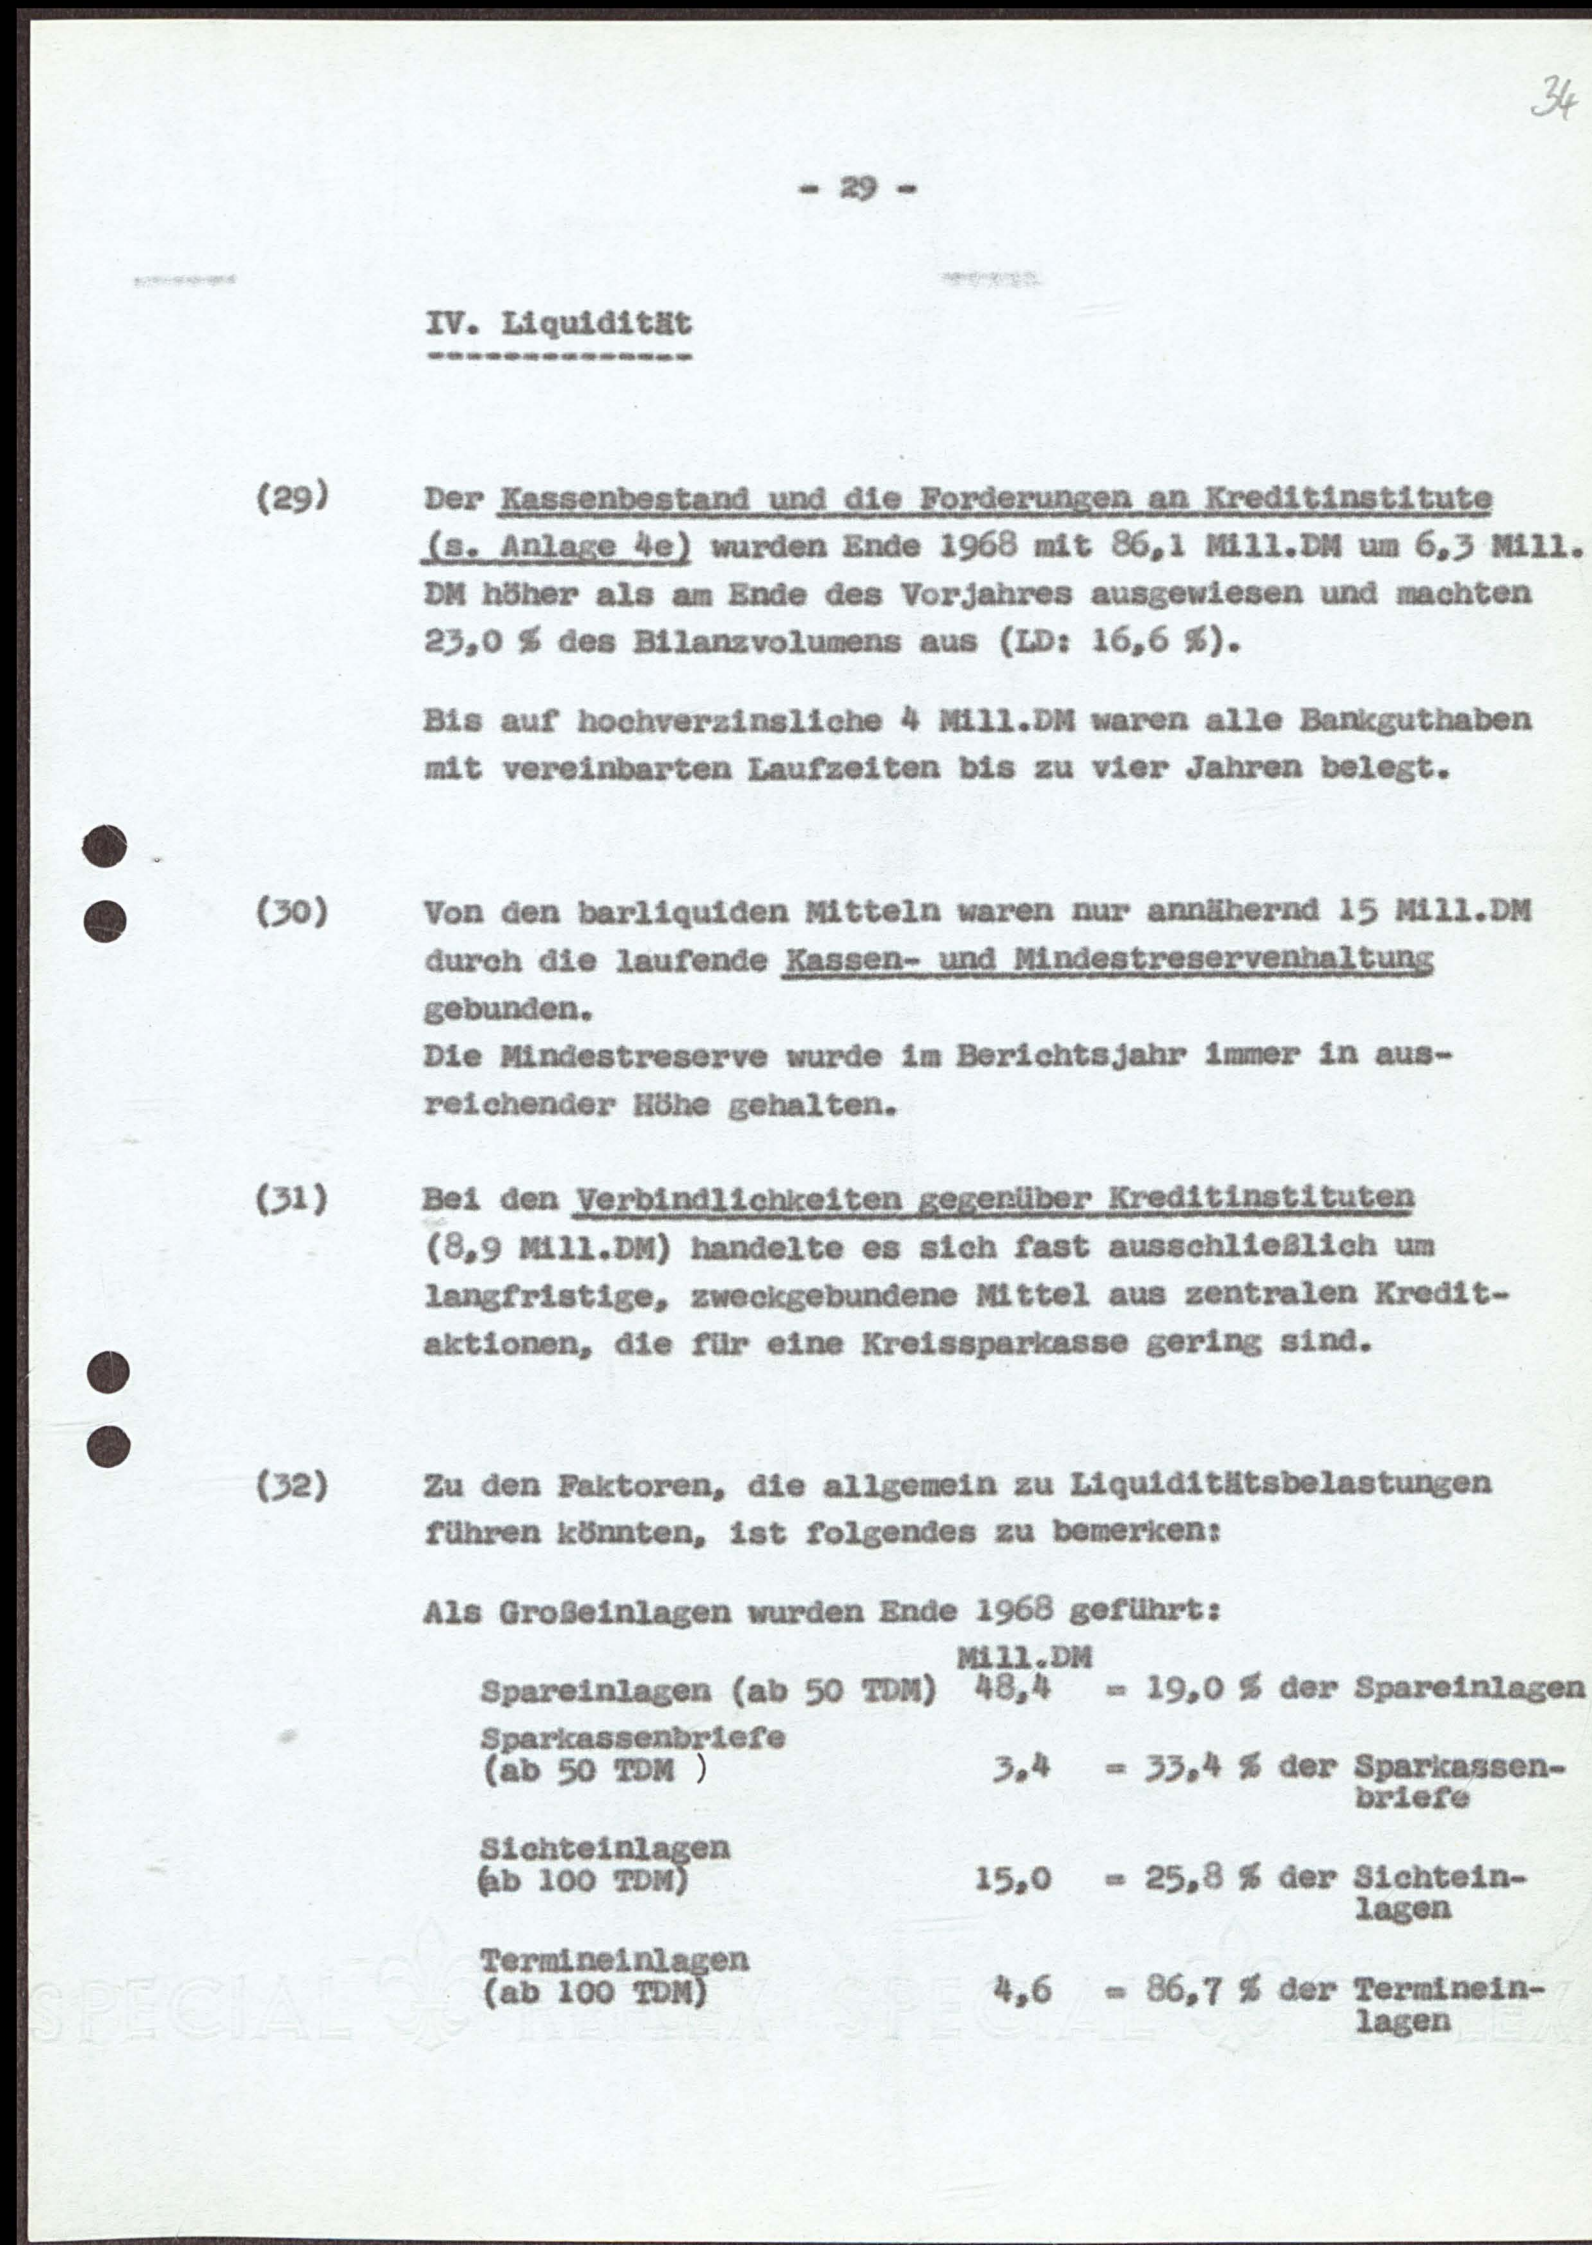 34
- 29 -
IV. Liquidität
(29) Der Kassenbestand und die Forderungen an Kreditinstitute
(s. Anlage 4e) wurden Ende 1968 mit 86,1 Mill.DM um 6,3 Mill.
DM höher als am Ende des Vorjahres ausgewiesen und machten
23,0 % des Bilanzvolumens aus (LD: 16,6 %).
Bis auf hochverzinsliche 4 Mill.DM waren alle Bankguthaben
mit vereinbarten Laufzeiten bis zu vier Jahren belegt.
(30) Von den barliquiden Mitteln waren nur annähernd 15 Mill.DM
durch die laufende Kassen- und Mindestreservenhaltung
gebunden.
Die Mindestreserve wurde im Berichtsjahr immer in aus-
reichender Höhe gehalten.
(31) Bei den Verbindlichkeiten gegenüber Kreditinstituten
(8,9 Mill.DM) handelte es sich fast ausschließlich um
langfristige, zweckgebundene Mittel aus zentralen Kredit-
aktionen, die für eine Kreissparkasse gering sind.
(32) Zu den Faktoren, die allgemein zu Liquiditätsbelastungen
führen könnten, ist folgendes zu bemerken:
Als Großeinlagen wurden Ende 1968 geführt:
Mill.DM
Spareinlagen (ab 50 TDM) 48,4 = 19,0 % der Spareinlagen
Sparkassenbriefe
(ab 50 TDM ) 3,4 = 33,4 % der Sparkassen-
briefe
Sichteinlagen
(ab 100 TDM) 15,0 = 25,8 % der Sichtein-
lagen
Termineinlagen
(ab 100 TDM) 4,6 = 86,7 % der Terminein-
lagen
SPECIAL REFLEX SPECIAL REFLEX